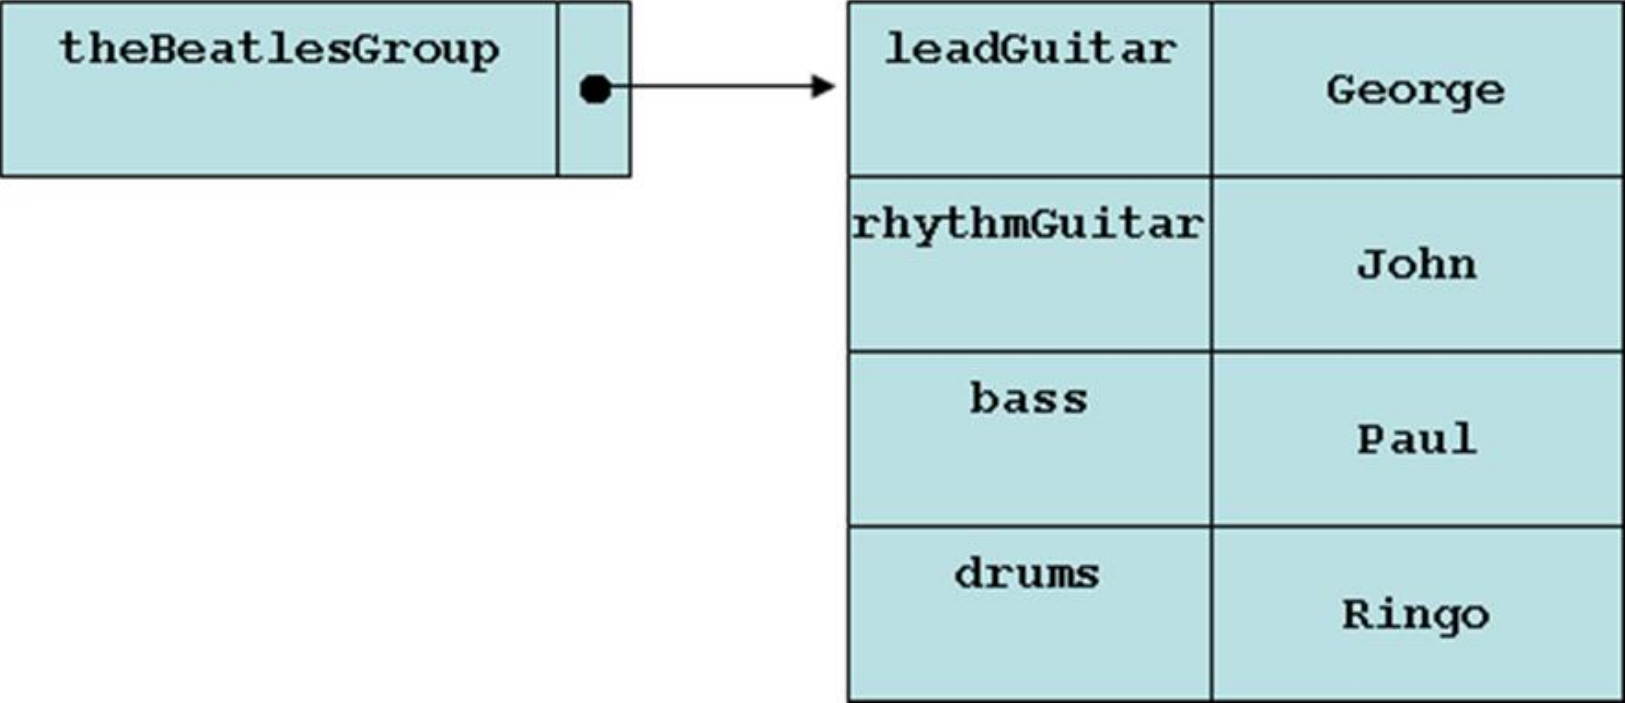 theBeatlesGroup
leadGuitar
George
rhythmGuitar
John
bass
Paul
drums
Ringo